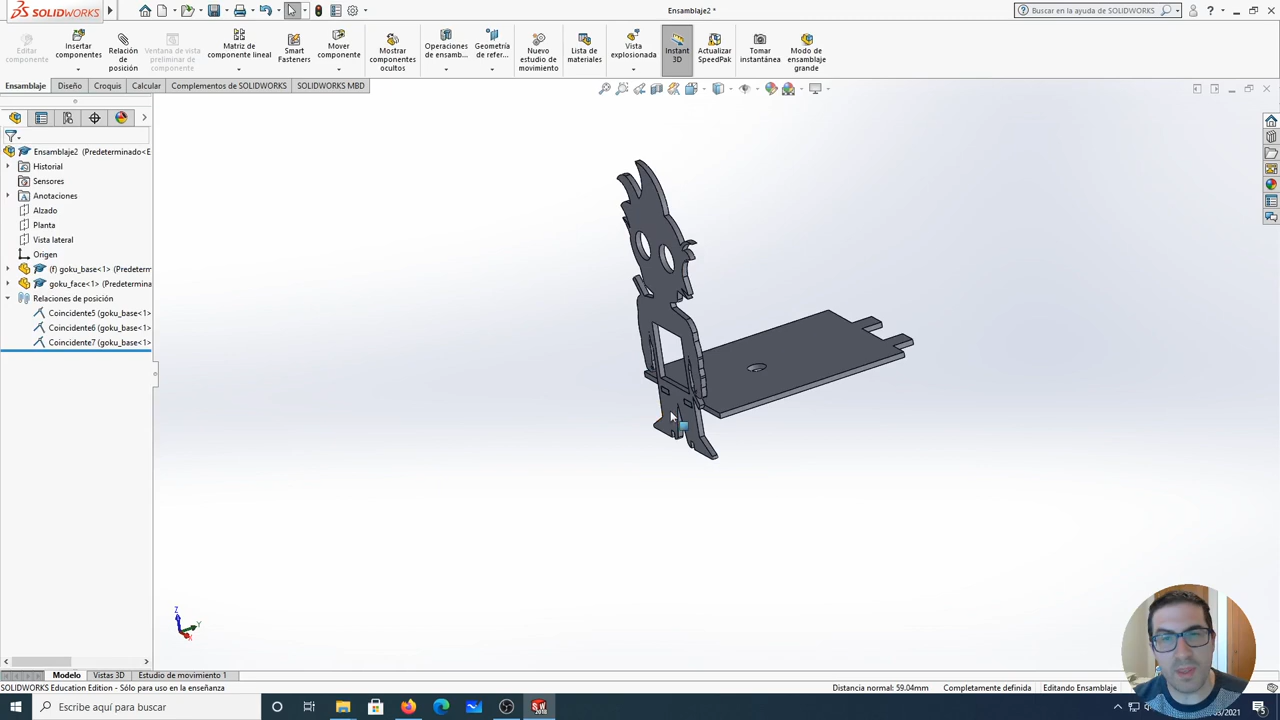 SOLIDWORKS
Ensamblaje2 *
Buscar en la ayuda de SOLIDWORKS
Editar componente
Insertar componentes
Relación de posición
Ventana de vista preliminar de componente
Matriz de componente lineal
Smart Fasteners
Mover componente
Mostrar componentes ocultos
Operaciones de ensamb...
Geometría de refer...
Nuevo estudio de movimiento
Lista de materiales
Vista explosionada
Instant 3D
Actualizar SpeedPak
Tomar instantánea
Modo de ensamblaje grande
Ensamblaje
Diseño
Croquis
Calcular
Complementos de SOLIDWORKS
SOLIDWORKS MBD
Ensamblaje2 (Predeterminado<E
Historial
Sensores
Anotaciones
Alzado
Planta
Vista lateral
Origen
(f) goku_base<1> (Predeterm
goku_face<1> (Predetermin
Relaciones de posición
Coincidente5 (goku_base<1>
Coincidente6 (goku_base<1>
Coincidente7 (goku_base<1>
Z
Y
X
Modelo
Vistas 3D
Estudio de movimiento 1
SOLIDWORKS Education Edition - Sólo para uso en la enseñanza
Distancia normal: 59.04mm
Completamente definida
Editando Ensamblaje
Escribe aquí para buscar